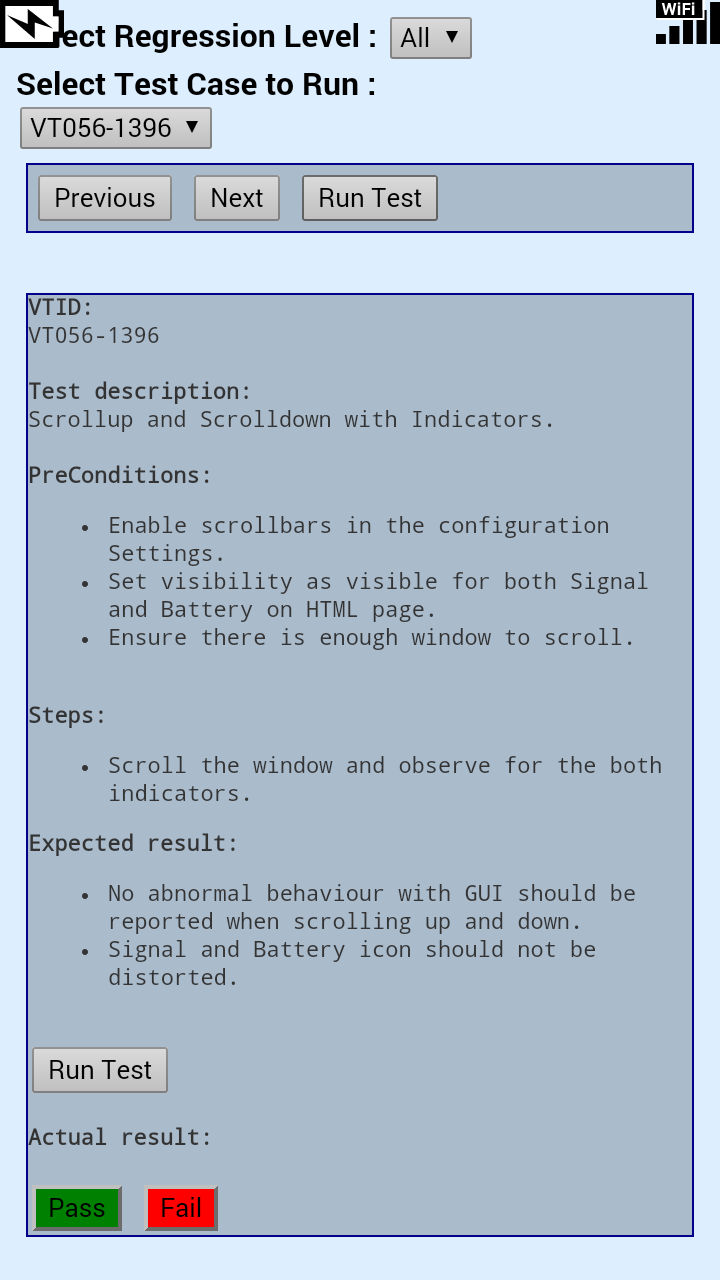 WiFi
ect Regression Level : All ▼
Select Test Case to Run :
VT056-1396 ▼
Previous Next Run Test
VTID:
VT056-1396
Test description:
Scrollup and Scrolldown with Indicators.
PreConditions:
• Enable scrollbars in the configuration
Settings.
• Set visibility as visible for both Signal
and Battery on HTML page.
• Ensure there is enough window to scroll.
Steps:
• Scroll the window and observe for the both
indicators.
Expected result:
• No abnormal behaviour with GUI should be
reported when scrolling up and down.
• Signal and Battery icon should not be
distorted.
Run Test
Actual result:
Pass Fail